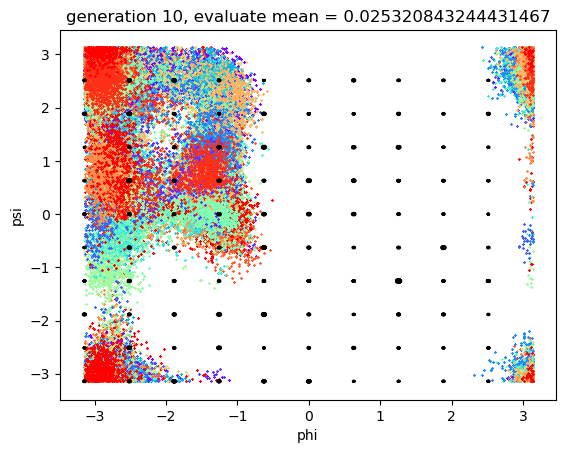 generation 10, evaluate mean = 0.025320843244431467
3
2
1
0
−1
−2
−3
psi
−3 −2 −1 0 1 2 3
phi